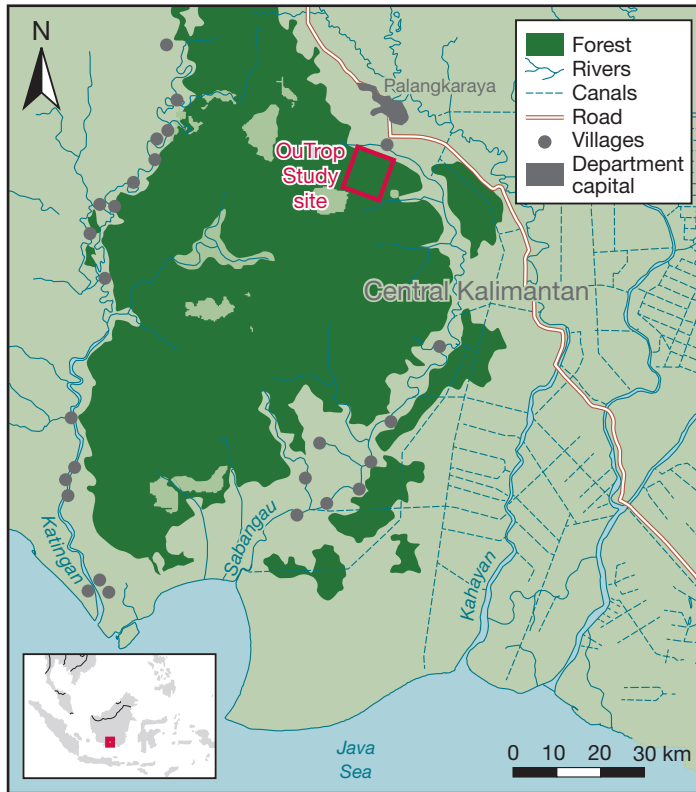 N
Forest
Rivers
Canals
Road
Villages
Department
capital
Palangkaraya
OuTrop
Study
site
Central Kalimantan
Katingan
Sabangau
Kahayan
Java
Sea
0 10 20 30 km